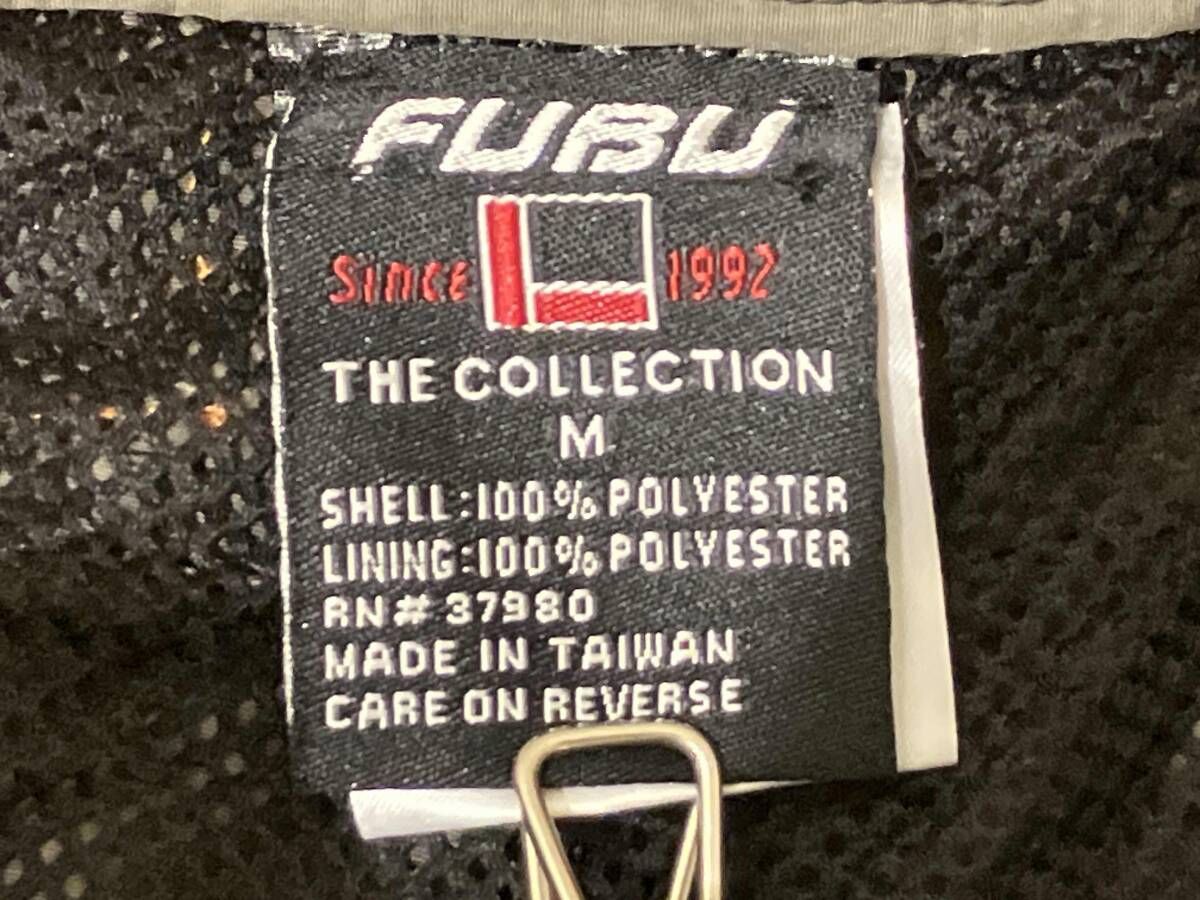 FUBU
Since 1992
THE COLLECTION
M
SHELL:100% POLYESTER
LINING:100% POLYESTER
RN# 37980
MADE IN TAIWAN
CARE ON REVERSE